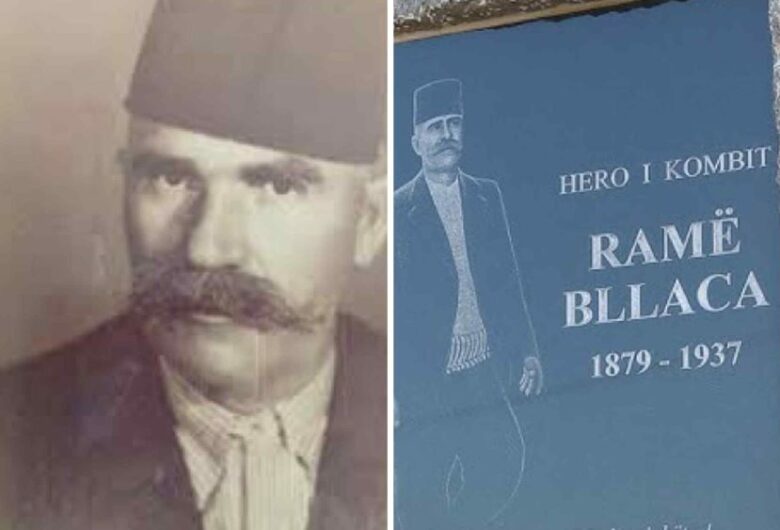 HERO I KOMBIT
RAMË
BLLACA
1879 - 1937